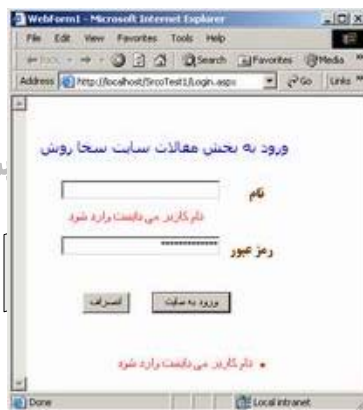 WebForm1 - Microsoft Internet Explorer
File Edit View Favorites Tools Help
Back Search Favorites Media
Address http://localhost/SrcoTest1/Login.aspx Go Links
ورود به بخش مقالات سایت سخا روش
نام
نام کاربر می بایست وارد شود
رمز عبور
ورود به سایت انصراف
نام کاربر می بایست وارد شود
Done Local intranet